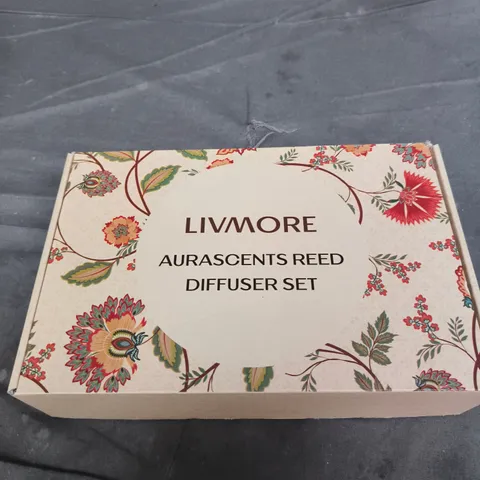 LIVMORE
AURASCENTS REED
DIFFUSER SET